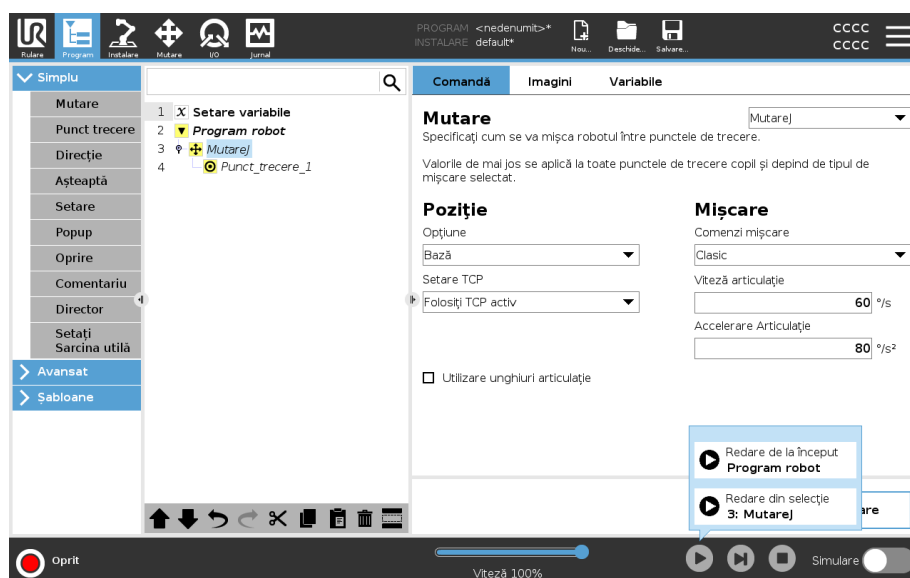 UR
PROGRAM <nedenumit>*
INSTALARE default*
CCCC
CCCC
Rulare Program Instalare Mutare I/O Jurnal Nou... Deschide... Salvare...
Simplu
Mutare
Punct trecere
Direcție
Așteaptă
Setare
Popup
Oprire
Comentariu
Director
Setați
Sarcina utilă
Avansat
Șabloane
1 X Setare variabile
2 Program robot
3 MutareJ
4 Punct_trecere_1
Comandă Imagini Variabile
Mutare
MutareJ
Specificați cum se va mișca robotul între punctele de trecere.
Valorile de mai jos se aplică la toate punctele de trecere copil și depind de tipul de
mișcare selectat.
Poziție
Opțiune
Bază
Setare TCP
Folosiți TCP activ
Utilizare unghiuri articulație
Mișcare
Comenzi mișcare
Clasic
Viteză articulație
60 °/s
Accelerare Articulație
80 °/s²
Redare de la început
Program robot
Redare din selecție
3: MutareJ
are
Oprit
Viteză 100%
Simulare